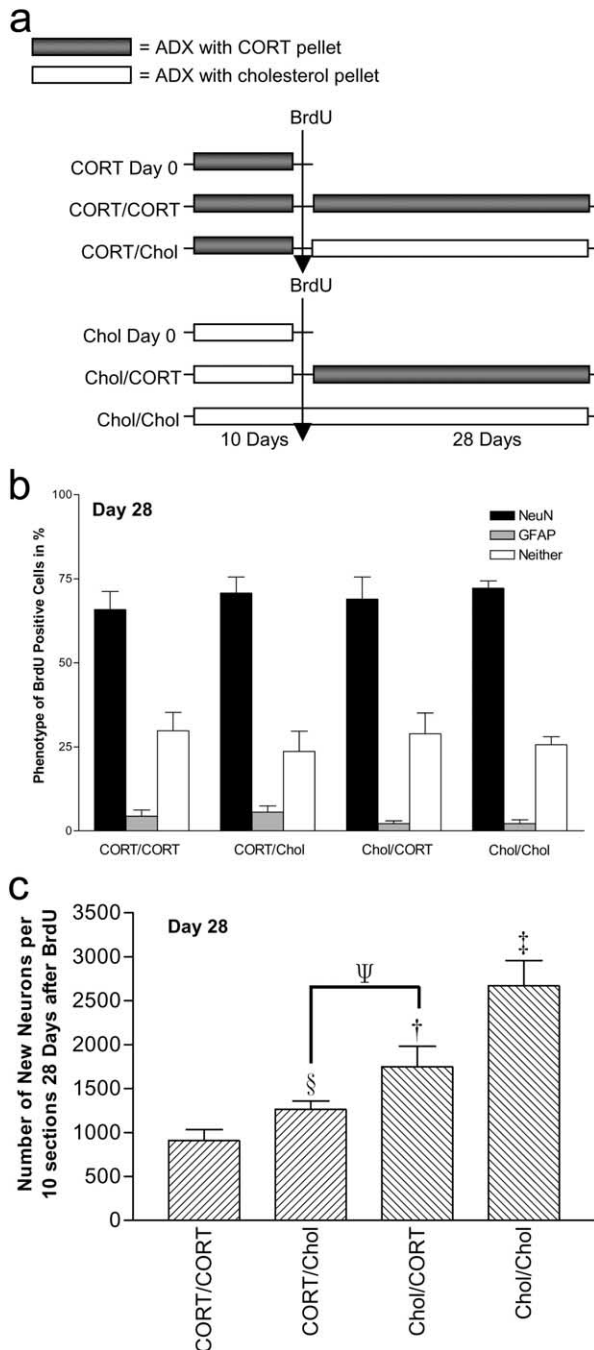 a
= ADX with CORT pellet
= ADX with cholesterol pellet
BrdU
CORT Day 0
CORT/CORT
CORT/Chol
BrdU
Chol Day 0
Chol/CORT
Chol/Chol
10 Days
28 Days
b
Day 28
NeuN
GFAP
Neither
Phenotype of BrdU Positive Cells in %
100
75
50
25
0
CORT/CORT
CORT/Chol
Chol/CORT
Chol/Chol
c
Day 28
Number of New Neurons per
10 sections 28 Days after BrdU
3500
3000
2500
2000
1500
1000
500
0
Ψ
§
†
‡
CORT/CORT
CORT/Chol
Chol/CORT
Chol/Chol